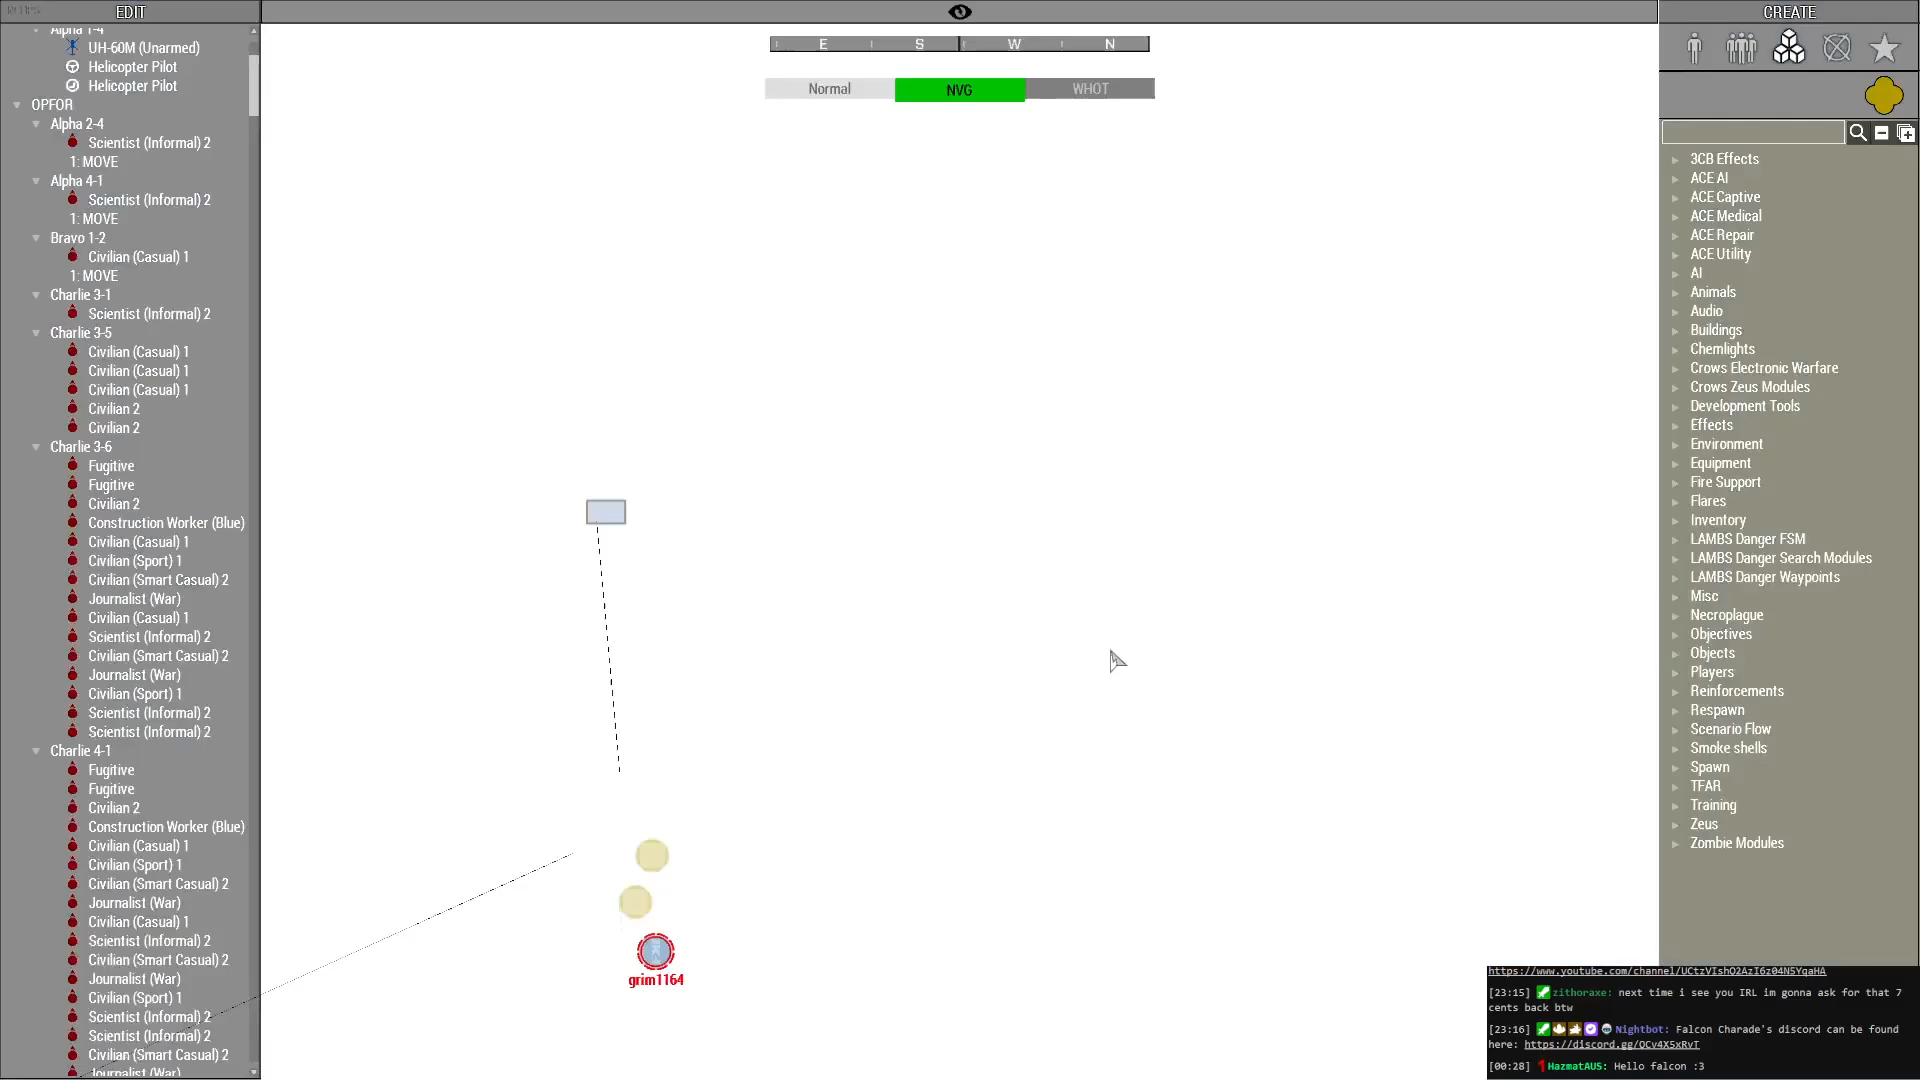 EDIT
Alpha 1-4
UH-60M (Unarmed)
Helicopter Pilot
Helicopter Pilot
OPFOR
Alpha 2-4
Scientist (Informal) 2
1: MOVE
Alpha 4-1
Scientist (Informal) 2
1: MOVE
Bravo 1-2
Civilian (Casual) 1
1: MOVE
Charlie 3-1
Scientist (Informal) 2
Charlie 3-5
Civilian (Casual) 1
Civilian (Casual) 1
Civilian (Casual) 1
Civilian 2
Civilian 2
Charlie 3-6
Fugitive
Fugitive
Civilian 2
Construction Worker (Blue)
Civilian (Casual) 1
Civilian (Sport) 1
Civilian (Smart Casual) 2
Journalist (War)
Civilian (Casual) 1
Scientist (Informal) 2
Civilian (Smart Casual) 2
Journalist (War)
Civilian (Sport) 1
Scientist (Informal) 2
Scientist (Informal) 2
Charlie 4-1
Fugitive
Fugitive
Civilian 2
Construction Worker (Blue)
Civilian (Casual) 1
Civilian (Sport) 1
Civilian (Smart Casual) 2
Journalist (War)
Civilian (Casual) 1
Scientist (Informal) 2
Civilian (Smart Casual) 2
Journalist (War)
Civilian (Sport) 1
Scientist (Informal) 2
Scientist (Informal) 2
Civilian (Smart Casual) 2
Journalist (War)
E S W N
Normal NVG WHOT
grim1164
CREATE
3CB Effects
ACE AI
ACE Captive
ACE Medical
ACE Repair
ACE Utility
AI
Animals
Audio
Buildings
Chemlights
Crows Electronic Warfare
Crows Zeus Modules
Development Tools
Effects
Environment
Equipment
Fire Support
Flares
Inventory
LAMBS Danger FSM
LAMBS Danger Search Modules
LAMBS Danger Waypoints
Misc
Necroplague
Objectives
Objects
Players
Reinforcements
Respawn
Scenario Flow
Smoke shells
Spawn
TFAR
Training
Zeus
Zombie Modules
https://www.youtube.com/channel/UCtzVIshO2AzI6z04N5YqaHA
[23:15] zithoraxe: next time i see you IRL im gonna ask for that 7
cents back btw
[23:16] Nightbot: Falcon Charade's discord can be found
here: https://discord.gg/QCv4X5xRvT
[00:28] HazmatAUS: Hello falcon :3